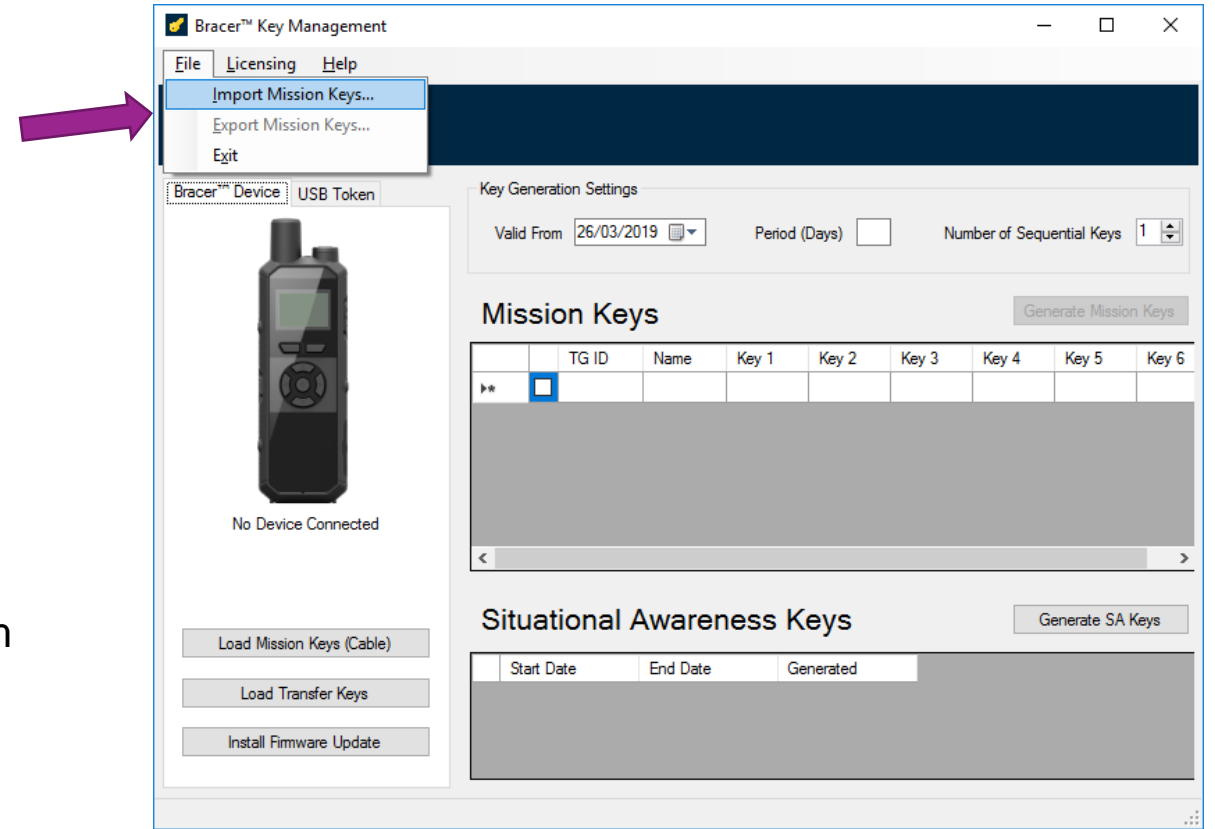 Bracer™ Key Management
File Licensing Help
Import Mission Keys...
Export Mission Keys...
Exit
Bracer™ Device USB Token
No Device Connected
Load Mission Keys (Cable)
Load Transfer Keys
Install Firmware Update
Key Generation Settings
Valid From 26/03/2019 Period (Days) Number of Sequential Keys 1
Mission Keys Generate Mission Keys
TG ID Name Key 1 Key 2 Key 3 Key 4 Key 5 Key 6
Situational Awareness Keys Generate SA Keys
Start Date End Date Generated